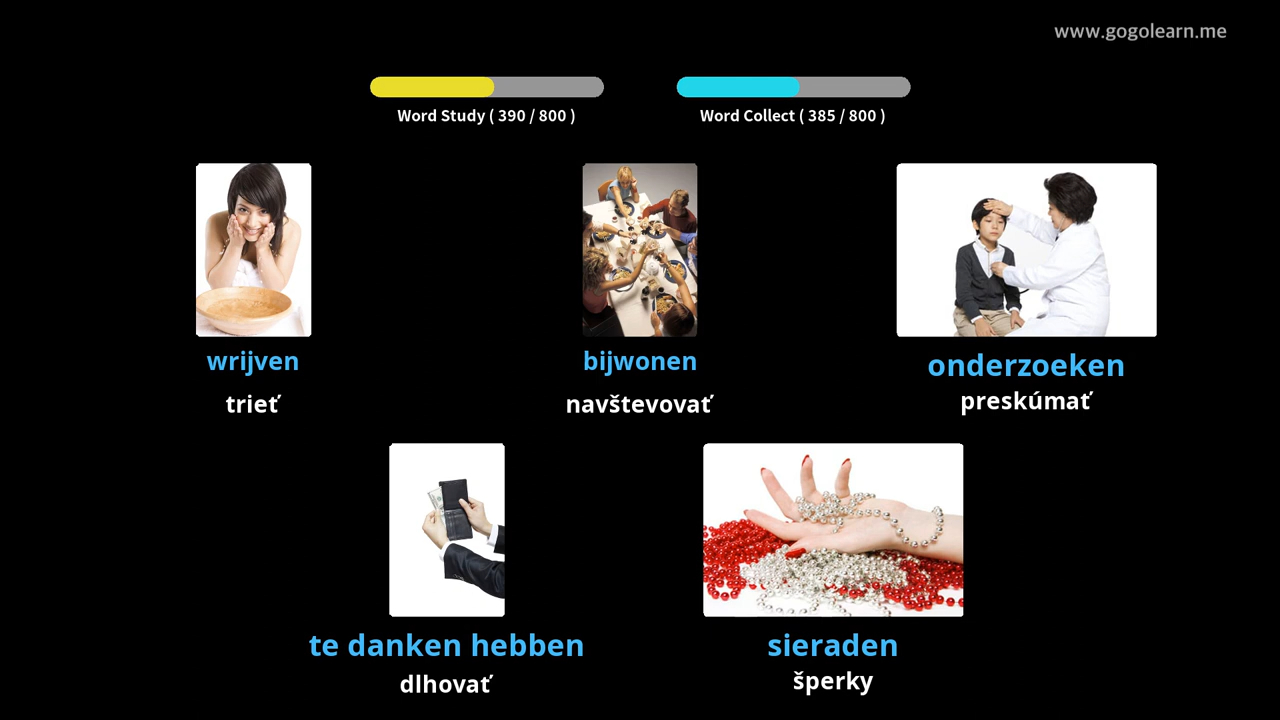 www.gogolearn.me
Word Study ( 390 / 800 )
Word Collect ( 385 / 800 )
wrijven
trieť
bijwonen
navštevovať
onderzoeken
preskúmať
te danken hebben
dlhovať
sieraden
šperky